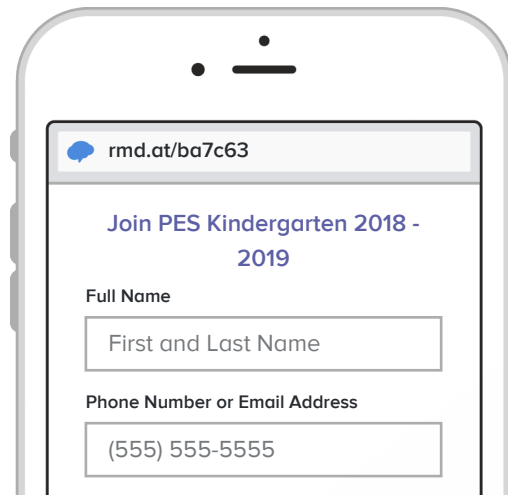 rmd.at/ba7c63
Join PES Kindergarten 2018 -
2019
Full Name
First and Last Name
Phone Number or Email Address
(555) 555-5555